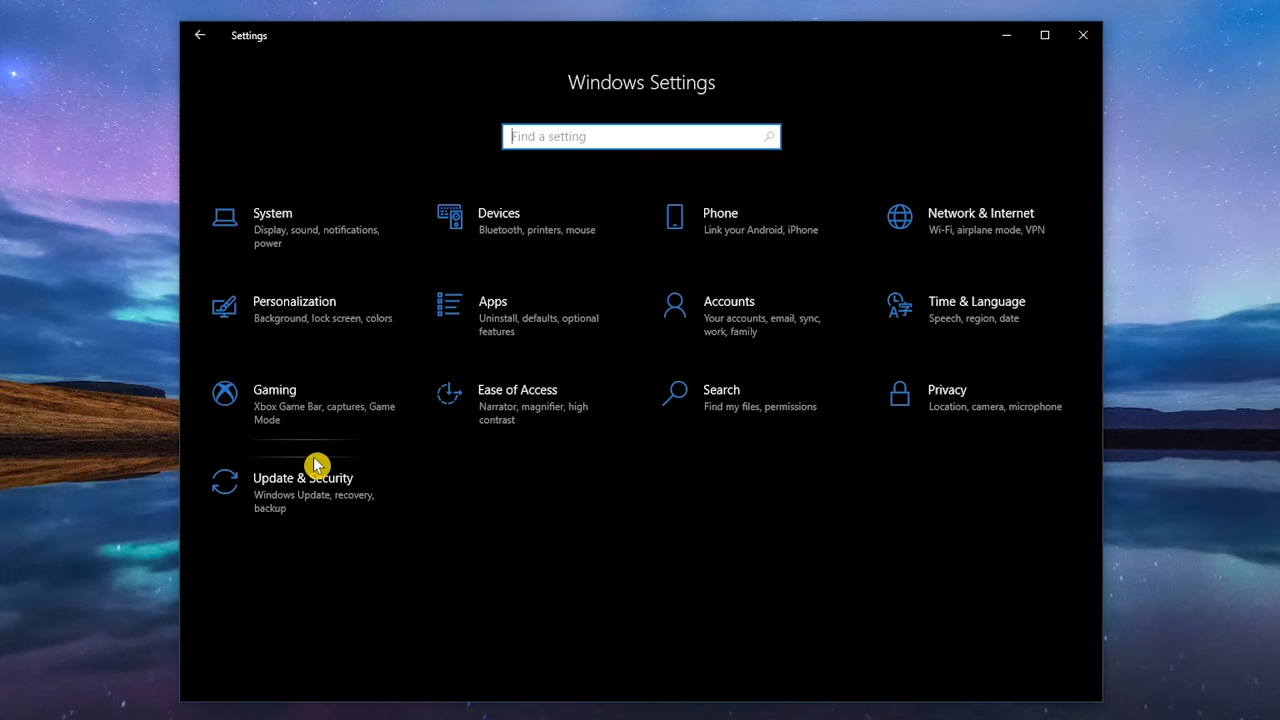 Settings
Windows Settings
Find a setting
System
Display, sound, notifications,
power
Devices
Bluetooth, printers, mouse
Phone
Link your Android, iPhone
Network & Internet
Wi-Fi, airplane mode, VPN
Personalization
Background, lock screen, colors
Apps
Uninstall, defaults, optional
features
Accounts
Your accounts, email, sync,
work, family
Time & Language
Speech, region, date
Gaming
Xbox Game Bar, captures, Game
Mode
Ease of Access
Narrator, magnifier, high
contrast
Search
Find my files, permissions
Privacy
Location, camera, microphone
Update & Security
Windows Update, recovery,
backup